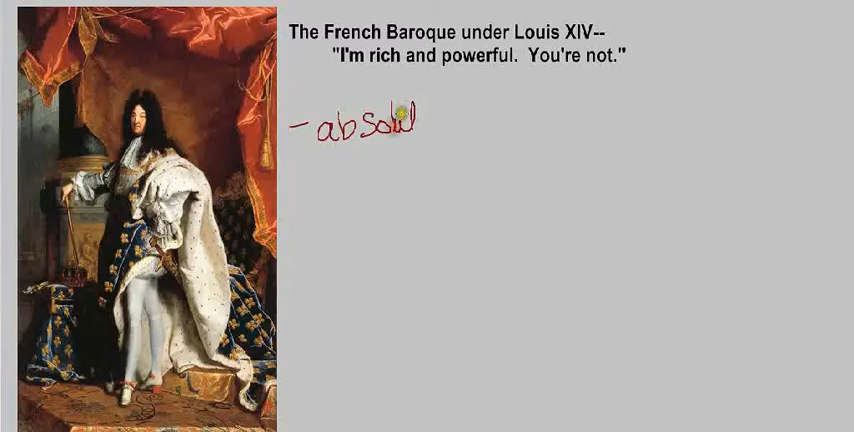 The French Baroque under Louis XIV--
"I'm rich and powerful. You're not."
- absolu